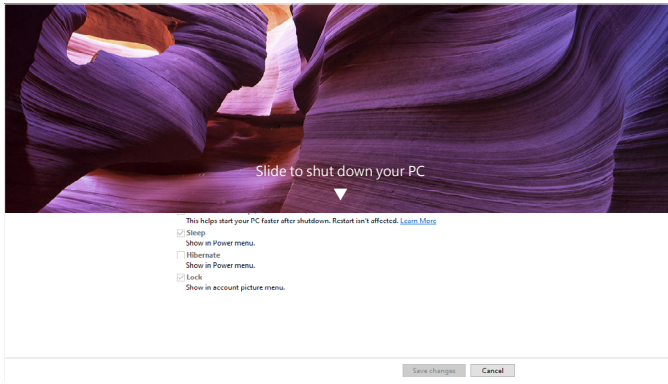 Slide to shut down your PC
This helps start your PC faster after shutdown. Restart isn't affected. Learn More
Sleep
Show in Power menu.
Hibernate
Show in Power menu.
Lock
Show in account picture menu.
Save changes Cancel